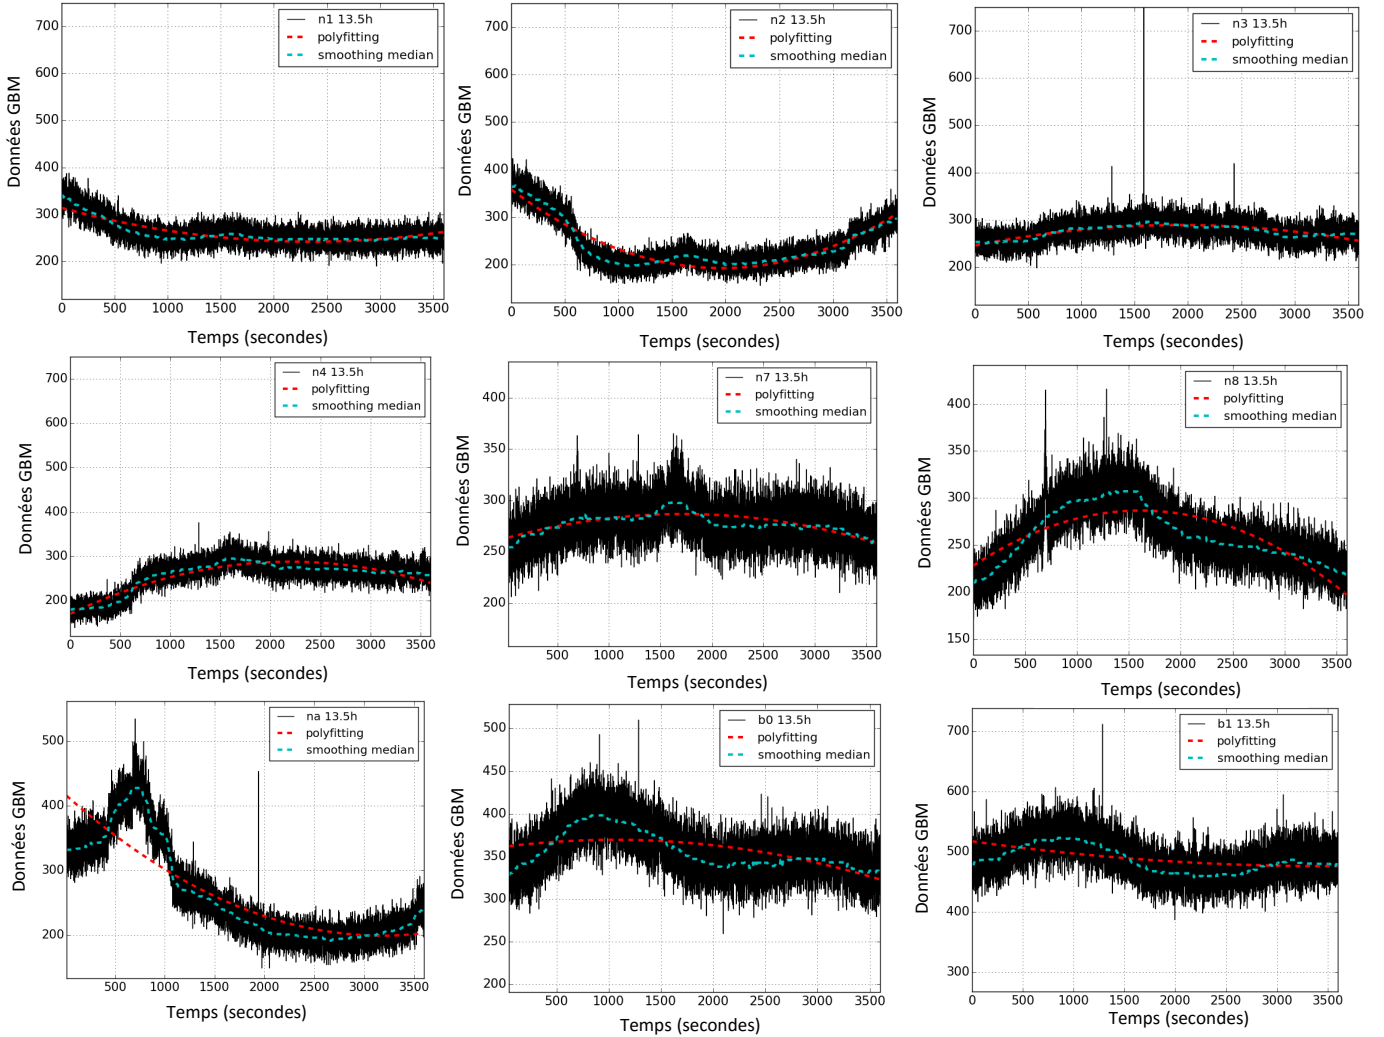 Données GBM
700
600
500
400
300
200
n1 13.5h
polyfitting
smoothing median
0 500 1000 1500 2000 2500 3000 3500
Temps (secondes)
Données GBM
700
600
500
400
300
200
n2 13.5h
polyfitting
smoothing median
0 500 1000 1500 2000 2500 3000 3500
Temps (secondes)
Données GBM
700
600
500
400
300
200
n3 13.5h
polyfitting
smoothing median
0 500 1000 1500 2000 2500 3000 3500
Temps (secondes)
Données GBM
700
600
500
400
300
200
n4 13.5h
polyfitting
smoothing median
0 500 1000 1500 2000 2500 3000 3500
Temps (secondes)
Données GBM
400
350
300
250
200
n7 13.5h
polyfitting
smoothing median
500 1000 1500 2000 2500 3000 3500
Temps (secondes)
Données GBM
400
350
300
250
200
150
n8 13.5h
polyfitting
smoothing median
0 500 1000 1500 2000 2500 3000 3500
Temps (secondes)
Données GBM
500
400
300
200
na 13.5h
polyfitting
smoothing median
500 1000 1500 2000 2500 3000 3500
Temps (secondes)
Données GBM
500
450
400
350
300
250
200
b0 13.5h
polyfitting
smoothing median
500 1000 1500 2000 2500 3000 3500
Temps (secondes)
Données GBM
700
600
500
400
300
b1 13.5h
polyfitting
smoothing median
0 500 1000 1500 2000 2500 3000 3500
Temps (secondes)